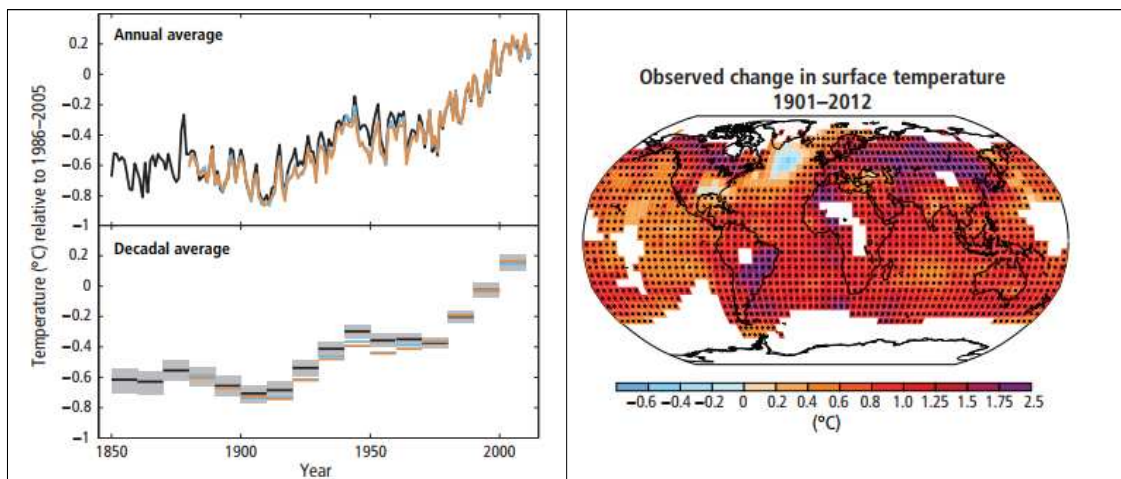 Annual average
0.2
0
−0.2
−0.4
−0.6
−0.8
−1
Decadal average
0.2
0
−0.2
−0.4
−0.6
−0.8
−1
Temperature (°C) relative to 1986–2005
1850 1900 1950 2000
Year
Observed change in surface temperature
1901–2012
−0.6 −0.4 −0.2 0 0.2 0.4 0.6 0.8 1.0 1.25 1.5 1.75 2.5
(°C)